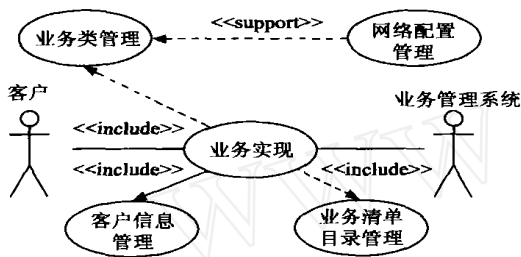 <<support>>
业务类管理
网络配置
管理
客户
业务管理系统
<<include>>
业务实现
<<include>>
<<include>>
客户信息
管理
业务清单
目录管理
WWW